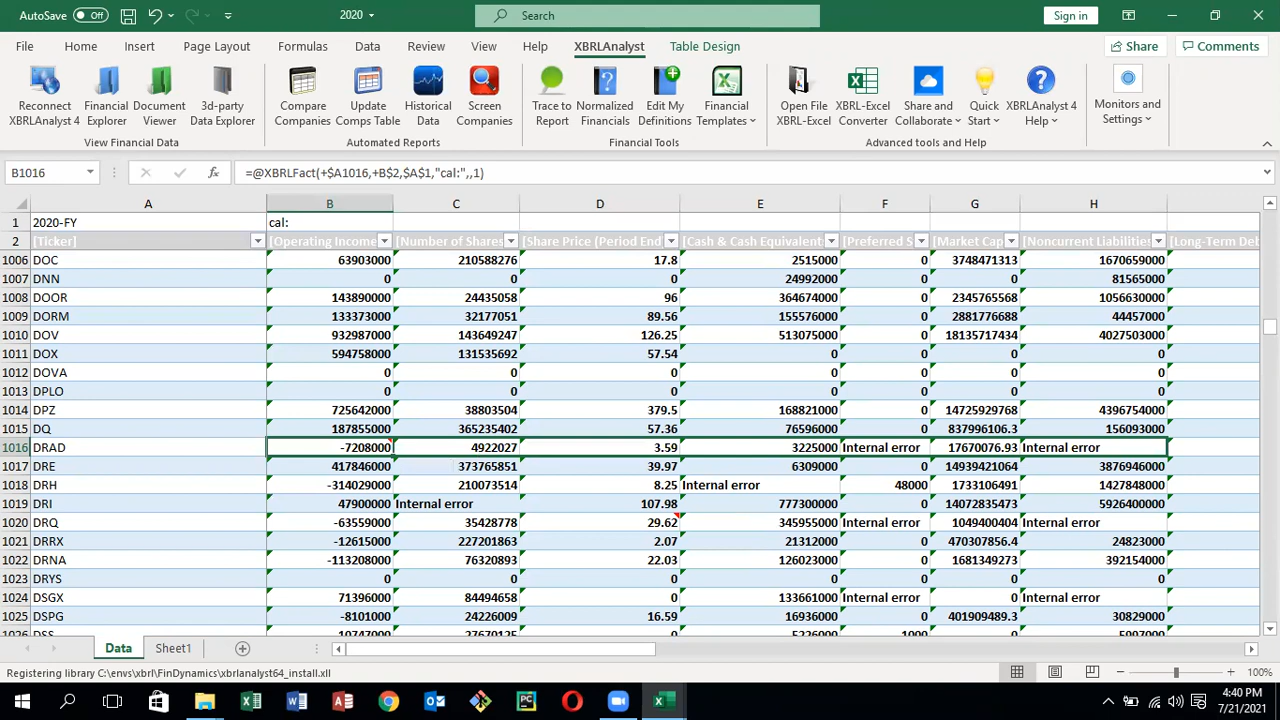 AutoSave Off 2020 Search Sign in
File Home Insert Page Layout Formulas Data Review View Help XBRLAnalyst Table Design Share Comments
Reconnect XBRLAnalyst 4
Financial Explorer
Document Viewer
3d-party Data Explorer
Compare Companies
Update Comps Table
Historical Data
Screen Companies
Trace to Report
Normalized Financials
Edit My Definitions
Financial Templates
Open File XBRL-Excel
XBRL-Excel Converter
Share and Collaborate
Quick Start
XBRLAnalyst 4 Help
Monitors and Settings
View Financial Data Automated Reports Financial Tools Advanced tools and Help
B1016 fx =@XBRLFact(+$A1016,+B$2,$A$1,"cal:",,1)
A B C D E F G H
1 2020-FY cal:
2 [Ticker] [Operating Income [Number of Shares [Share Price (Period End [Cash & Cash Equivalent [Preferred S [Market Cap [Noncurrent Liabilities [Long-Term Deb
1006 DOC 63903000 210588276 17.8 2515000 0 3748471313 1670659000
1007 DNN 0 0 0 24992000 0 0 81565000
1008 DOOR 143890000 24435058 96 364674000 0 2345765568 1056630000
1009 DORM 133373000 32177051 89.56 155576000 0 2881776688 44457000
1010 DOV 932987000 143649247 126.25 513075000 0 18135717434 4027503000
1011 DOX 594758000 131535692 57.54 0 0 0 0
1012 DOVA 0 0 0 0 0 0 0
1013 DPLO 0 0 0 0 0 0 0
1014 DPZ 725642000 38803504 379.5 168821000 0 14725929768 4396754000
1015 DQ 187855000 365235402 57.36 76596000 0 837996106.3 156093000
1016 DRAD -7208000 4922027 3.59 3225000 Internal error 17670076.93 Internal error
1017 DRE 417846000 373765851 39.97 6309000 0 14939421064 3876946000
1018 DRH -314029000 210073514 8.25 Internal error 48000 1733106491 1427848000
1019 DRI 47900000 Internal error 107.98 777300000 0 14072835473 5926400000
1020 DRQ -63559000 35428778 29.62 345955000 Internal error 1049400404 Internal error
1021 DRRX -12615000 227201863 2.07 21312000 0 470307856.4 24823000
1022 DRNA -113208000 76320893 22.03 126023000 0 1681349273 392154000
1023 DRYS 0 0 0 0 0 0 0
1024 DSGX 71396000 84494658 0 133661000 Internal error 0 Internal error
1025 DSPG -8101000 24226009 16.59 16936000 0 401909489.3 30829000
1026 DSS -10747000 27670125 0 5226000 1000 0 5997000
Data Sheet1
Registering library C:\envs\xbrl\FinDynamics\xbrlanalyst64_install.xll 100%
4:40 PM
7/21/2021